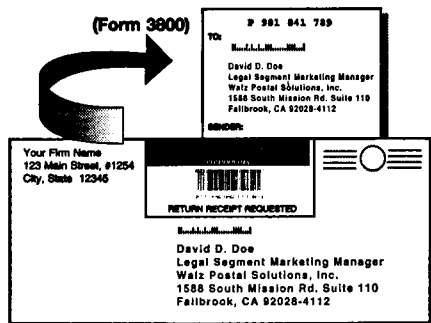 (Form 3800)
P 981 841 789
TO:
David D. Doe
Legal Segment Marketing Manager
Walz Postal Solutions, Inc.
1588 South Mission Rd. Suite 110
Fallbrook, CA 92028-4112
SENDER:
Your Firm Name
123 Main Street, #1254
City, State 12345
RETURN RECEIPT REQUESTED
David D. Doe
Legal Segment Marketing Manager
Walz Postal Solutions, Inc.
1588 South Mission Rd. Suite 110
Fallbrook, CA 92028-4112